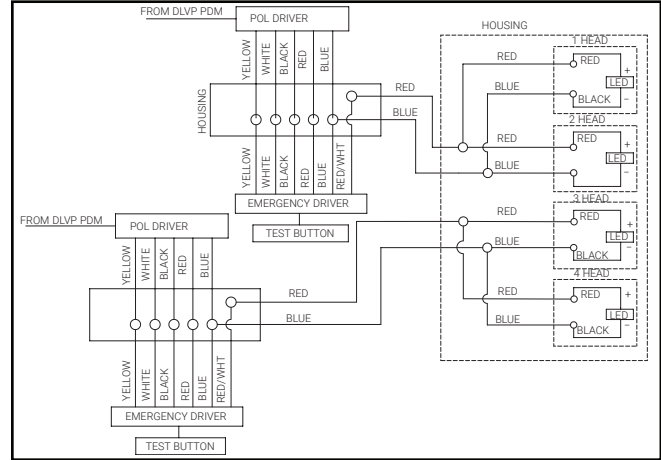 FROM DLVP PDM
POL DRIVER
YELLOW
WHITE
BLACK
RED
BLUE
HOUSING
RED
BLUE
YELLOW
WHITE
BLACK
RED
BLUE
RED/WHT
EMERGENCY DRIVER
TEST BUTTON
HOUSING
1 HEAD
RED
RED
+
LED
BLUE
BLACK
−
2 HEAD
RED
RED
+
LED
BLUE
−
3 HEAD
RED
RED
+
LED
BLUE
BLACK
−
4 HEAD
RED
RED
+
LED
BLUE
BLACK
−
FROM DLVP PDM
POL DRIVER
YELLOW
WHITE
BLACK
RED
BLUE
RED
BLUE
YELLOW
WHITE
BLACK
RED
BLUE
RED/WHT
EMERGENCY DRIVER
TEST BUTTON